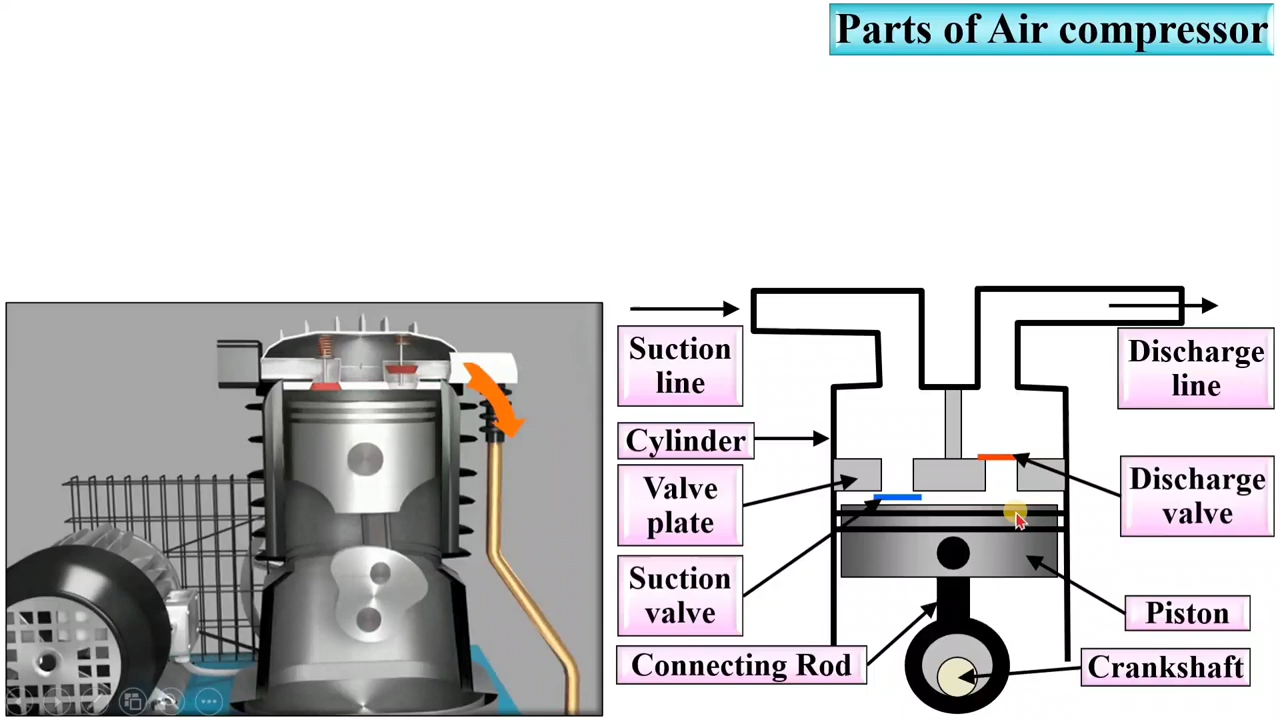 Parts of Air compressor
Suction
line
Cylinder
Valve
plate
Suction
valve
Connecting Rod
Discharge
line
Discharge
valve
Piston
Crankshaft